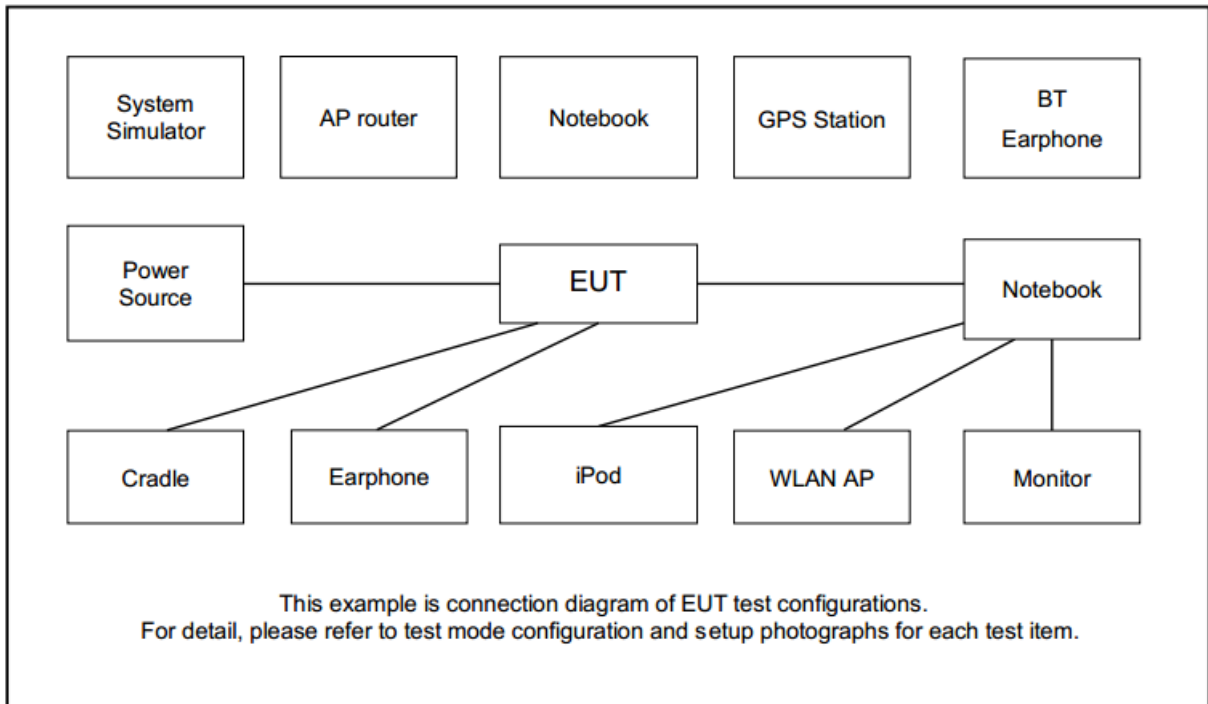 System
Simulator
AP router
Notebook
GPS Station
BT
Earphone
Power
Source
EUT
Notebook
Cradle
Earphone
iPod
WLAN AP
Monitor
This example is connection diagram of EUT test configurations.
For detail, please refer to test mode configuration and setup photographs for each test item.